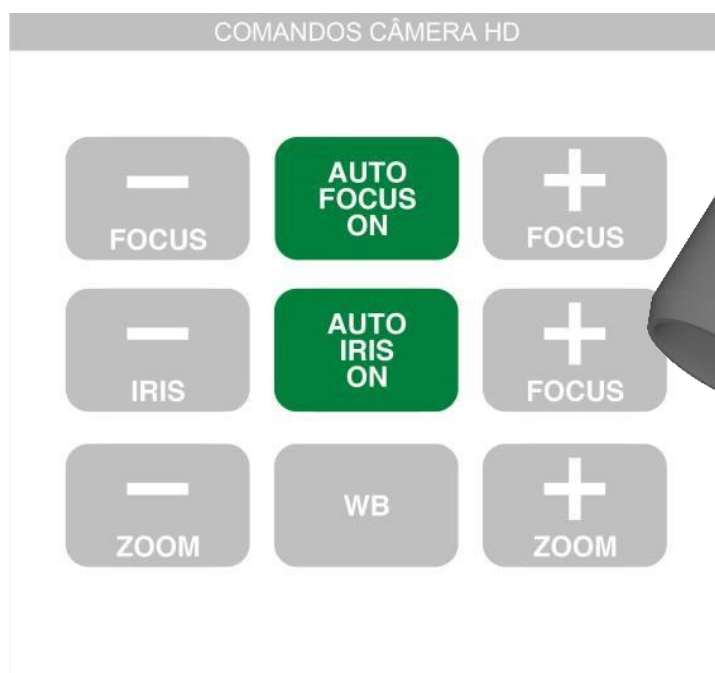 COMANDOS CÂMERA HD
— FOCUS
AUTO
FOCUS
ON
+ FOCUS
— IRIS
AUTO
IRIS
ON
+ FOCUS
— ZOOM
WB
+ ZOOM